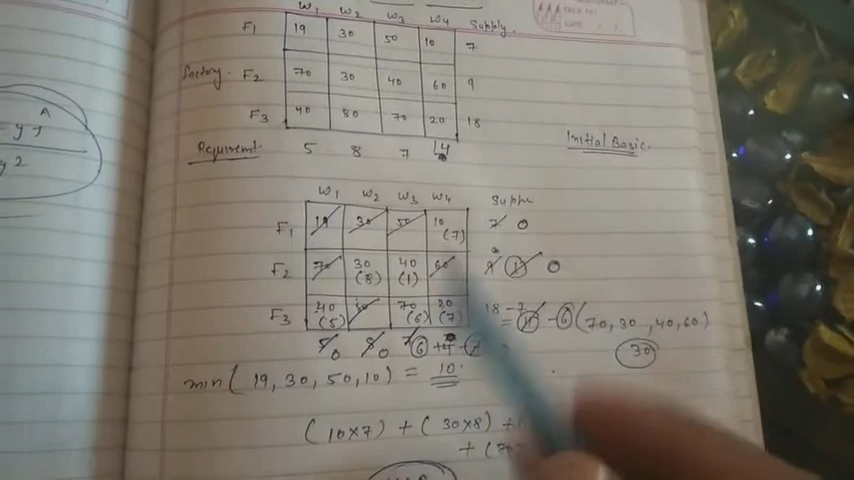 W1 W2 W3 W4 Supply.
F1 19 30 50 10 7
factory. F2 70 30 40 60 9
F3 40 80 70 20 18
Requirement. 5 8 7 14
Initial Basic.
W1 W2 W3 W4
F1 19 30 50 10 (7) 7 0
F2 70 30 (8) 40 (1) 60 0
F3 40 (5) 70 (6) 20 (7) 18-7
(70, 30, 40, 60)
0 0 6
30
min (19, 30, 50, 10) = 10
(10×7) + (30×8) +
+ (70